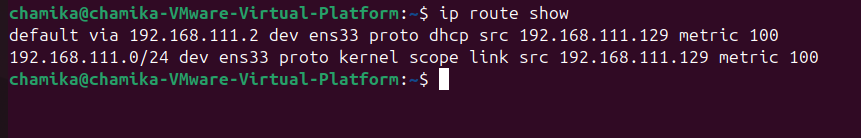 chamika@chamika-VMware-Virtual-Platform:~$ ip route show
default via 192.168.111.2 dev ens33 proto dhcp src 192.168.111.129 metric 100
192.168.111.0/24 dev ens33 proto kernel scope link src 192.168.111.129 metric 100
chamika@chamika-VMware-Virtual-Platform:~$